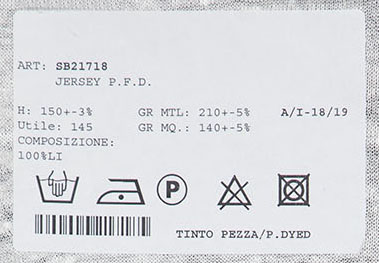 ART: SB21718
JERSEY P.F.D.
H: 150+-3% GR MTL: 210+-5% A/I-18/19
Utile: 145 GR MQ.: 140+-5%
COMPOSIZIONE:
100%LI
P
TINTO PEZZA/P.DYED